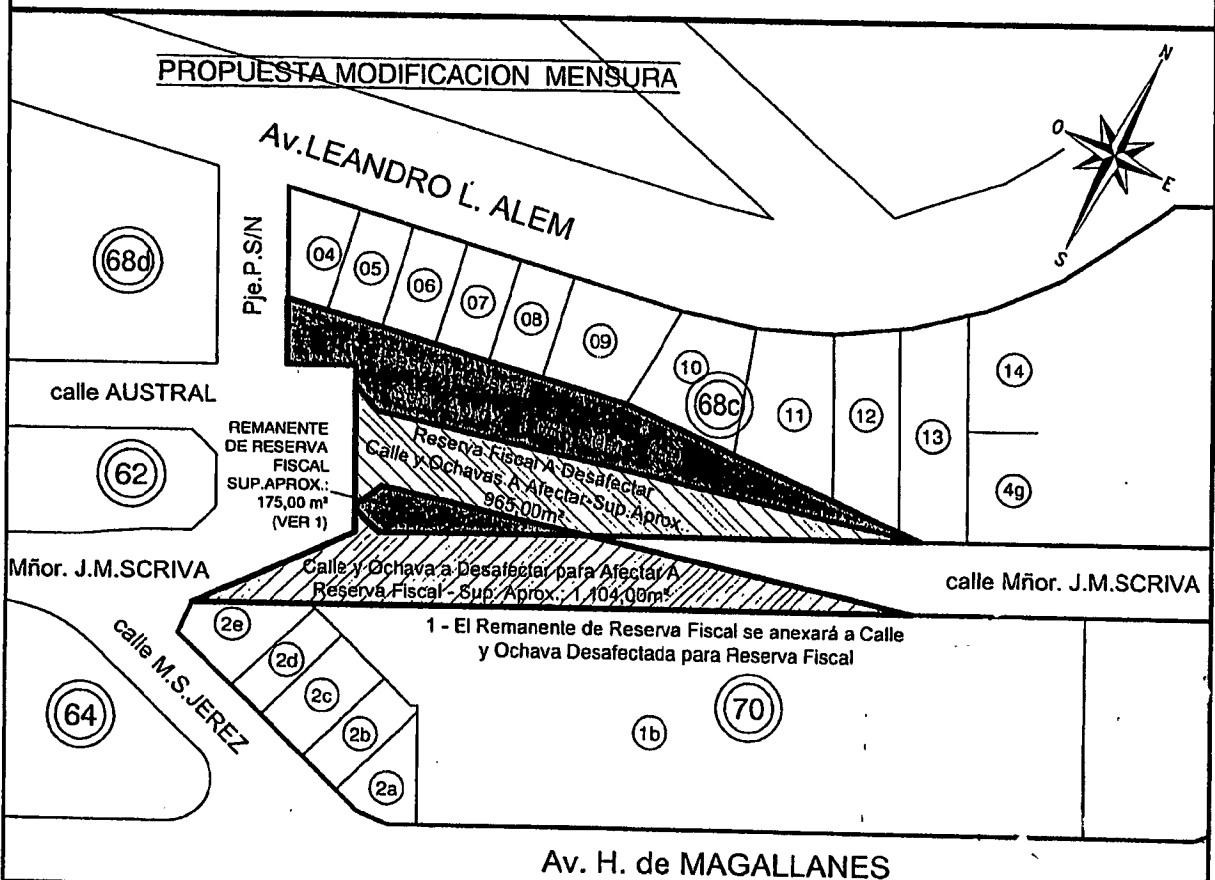 PROPUESTA MODIFICACION MENSURA
N
O
E
S
Av.LEANDRO L. ALEM
Pje.P.S/N
68d
04
05
06
07
08
09
10
68c
11
12
13
14
4g
calle AUSTRAL
62
REMANENTE
DE RESERVA
FISCAL
SUP.APROX.:
175,00 m²
(VER 1)
Reserva Fiscal A Desafectar
Calle y Ochavas A Afectar-Sup.Aprox.
965,00m²
Mñor. J.M.SCRIVA
Calle y Ochava a Desafectar para Afectar A
Reserva Fiscal - Sup. Aprox.: 1.104,00m²
calle Mñor. J.M.SCRIVA
1 - El Remanente de Reserva Fiscal se anexará a Calle
y Ochava Desafectada para Reserva Fiscal
calle M.S.JEREZ
64
2e
2d
2c
2b
2a
1b
70
Av. H. de MAGALLANES